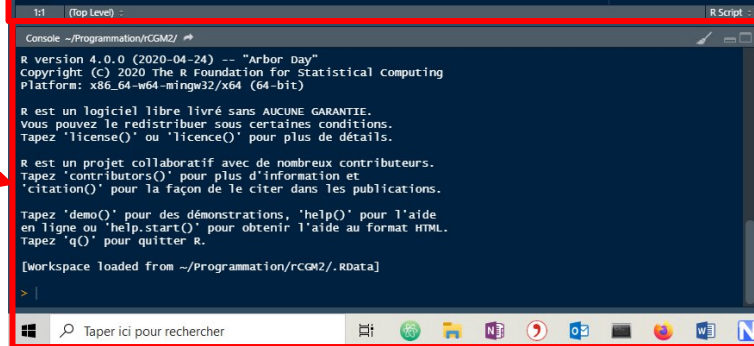 1:1 (Top Level) R Script
Console ~/Programmation/rCGM2/
R version 4.0.0 (2020-04-24) -- "Arbor Day"
Copyright (C) 2020 The R Foundation for Statistical Computing
Platform: x86_64-w64-mingw32/x64 (64-bit)
R est un logiciel libre livré sans AUCUNE GARANTIE.
Vous pouvez le redistribuer sous certaines conditions.
Tapez 'license()' ou 'licence()' pour plus de détails.
R est un projet collaboratif avec de nombreux contributeurs.
Tapez 'contributors()' pour plus d'information et
'citation()' pour la façon de le citer dans les publications.
Tapez 'demo()' pour des démonstrations, 'help()' pour l'aide
en ligne ou 'help.start()' pour obtenir l'aide au format HTML.
Tapez 'q()' pour quitter R.
[Workspace loaded from ~/Programmation/rCGM2/.RData]
>
Taper ici pour rechercher